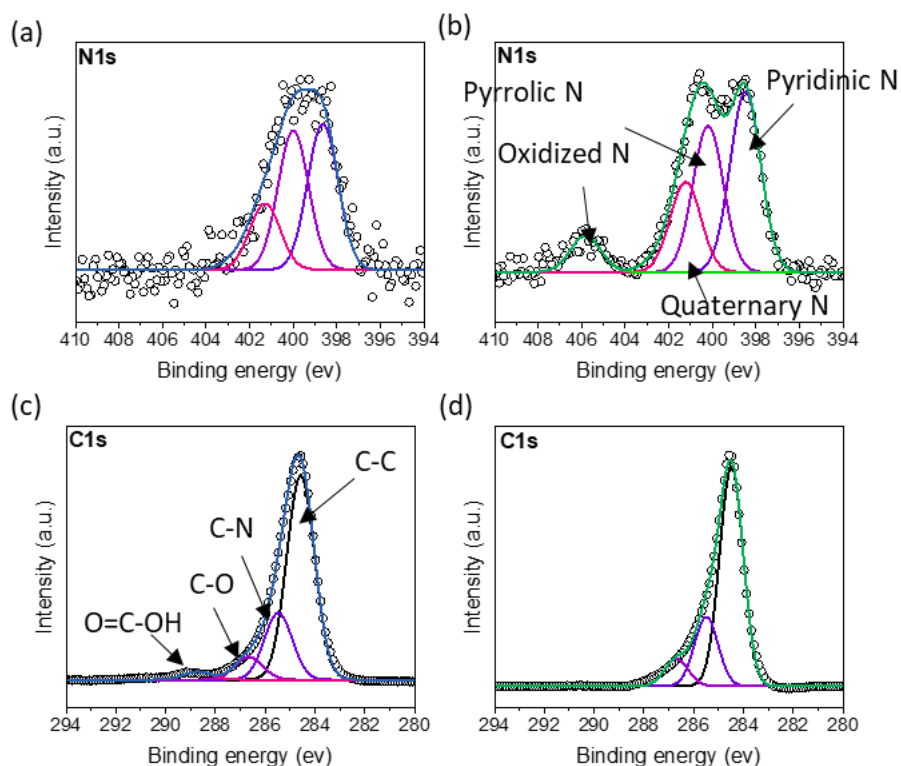 (a)
N1s
Intensity (a.u.)
410 408 406 404 402 400 398 396 394
Binding energy (ev)
(b)
N1s
Pyrrolic N
Pyridinic N
Oxidized N
Quaternary N
Intensity (a.u.)
410 408 406 404 402 400 398 396 394
Binding energy (ev)
(c)
C1s
C-C
C-N
C-O
O=C-OH
Intensity (a.u.)
294 292 290 288 286 284 282 280
Binding energy (ev)
(d)
C1s
Intensity (a.u.)
294 292 290 288 286 284 282 280
Binding energy (ev)